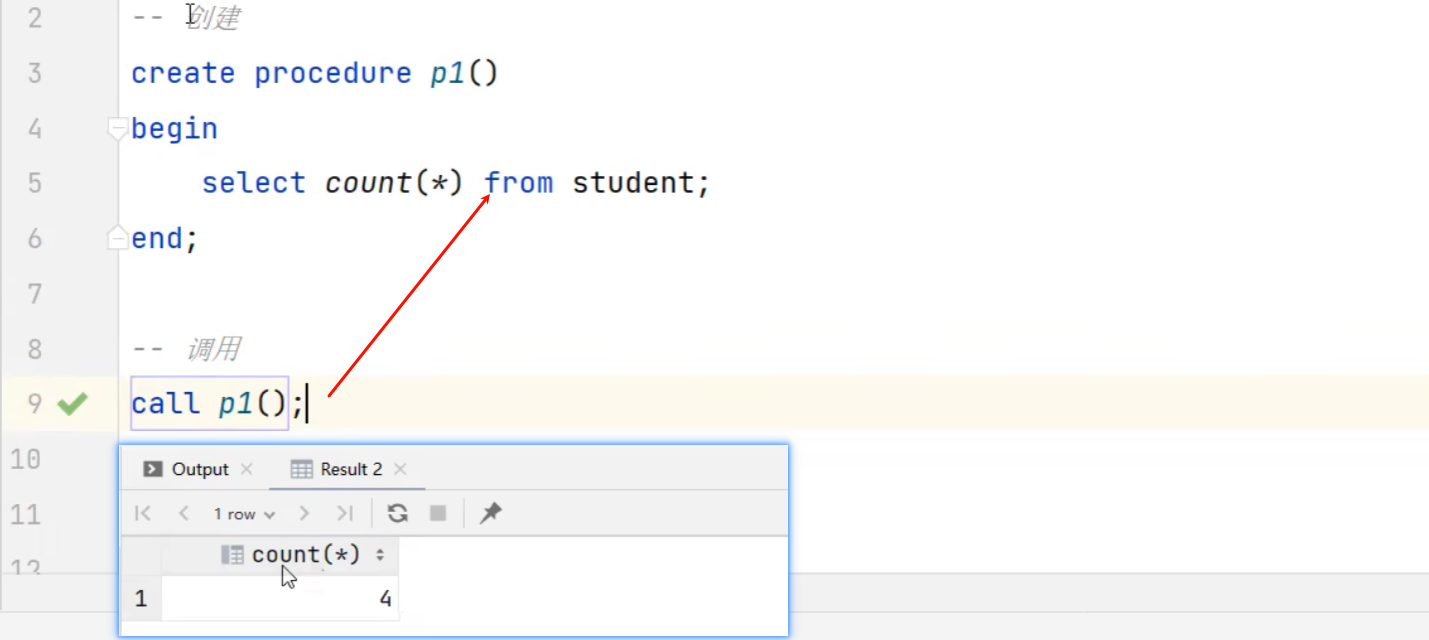 2 -- 创建
3 create procedure p1()
4 begin
5 select count(*) from student;
6 end;
7
8 -- 调用
9 call p1();
10
11
12
Output Result 2
1 row
count(*)
1 4